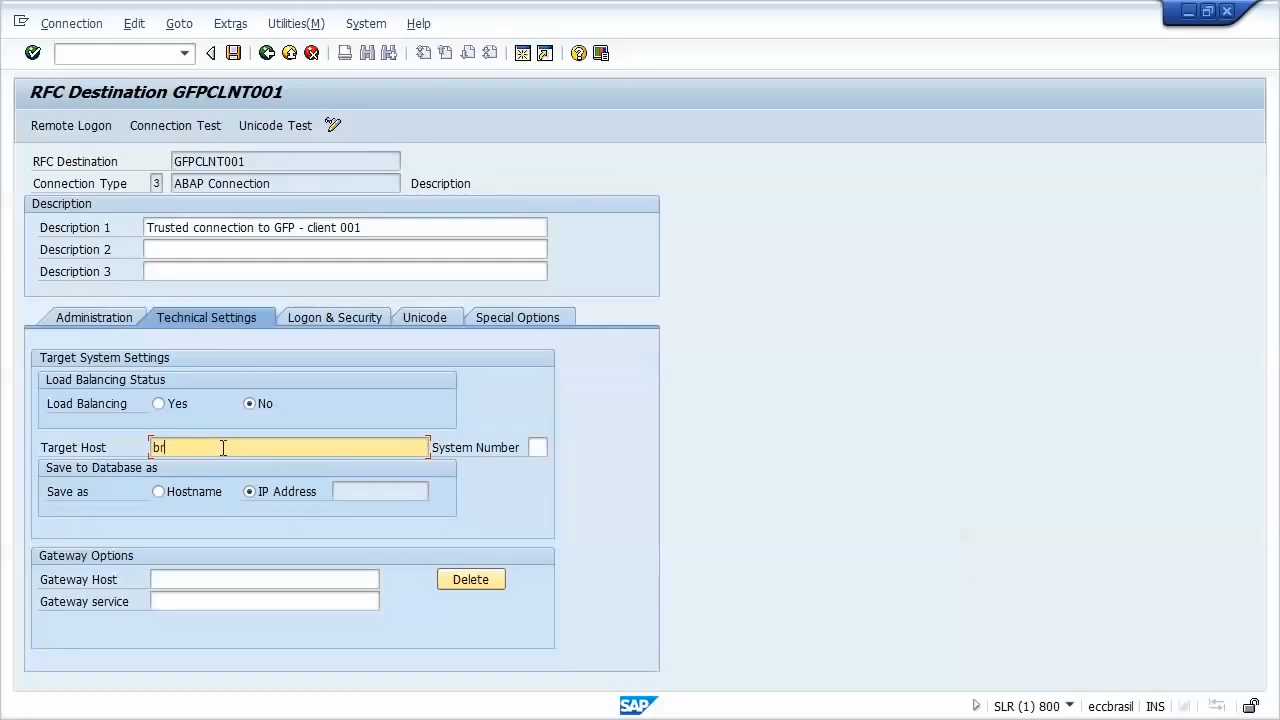 Connection Edit Goto Extras Utilities(M) System Help
RFC Destination GFPCLNT001
Remote Logon Connection Test Unicode Test
RFC Destination GFPCLNT001
Connection Type 3 ABAP Connection Description
Description
Description 1 Trusted connection to GFP - client 001
Description 2
Description 3
Administration Technical Settings Logon & Security Unicode Special Options
Target System Settings
Load Balancing Status
Load Balancing Yes No
Target Host br System Number
Save to Database as
Save as Hostname IP Address
Gateway Options
Gateway Host Delete
Gateway service
SAP SLR (1) 800 eccbrasil INS